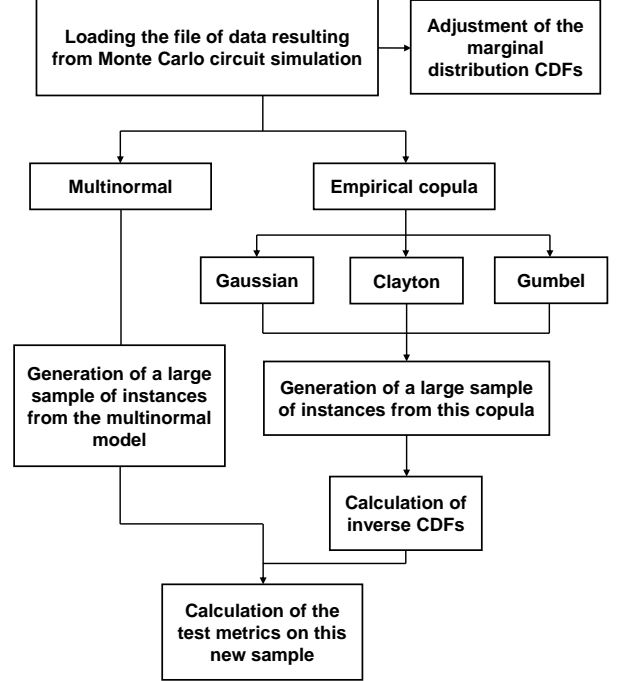 Loading the file of data resulting
from Monte Carlo circuit simulation
Adjustment of the
marginal
distribution CDFs
Multinormal
Empirical copula
Gaussian
Clayton
Gumbel
Generation of a large
sample of instances
from the multinormal
model
Generation of a large sample
of instances from this copula
Calculation of
inverse CDFs
Calculation of the
test metrics on this
new sample